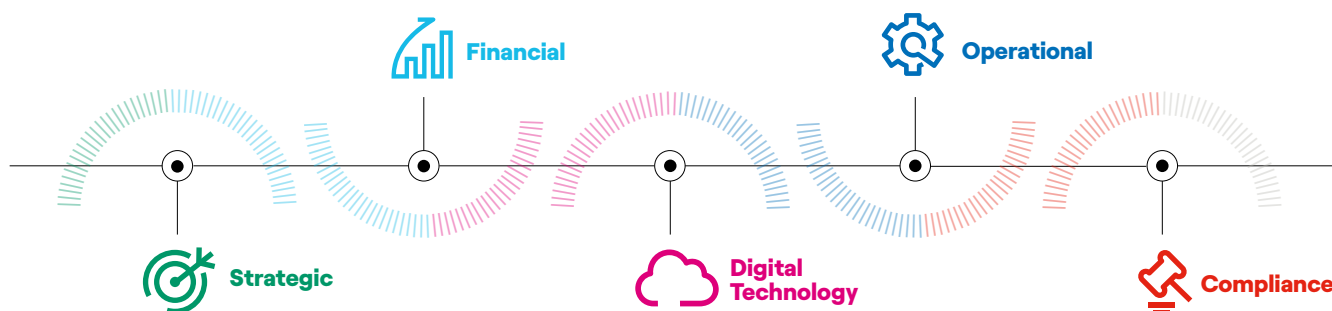 Financial
Operational
Strategic
Digital
Technology
Compliance